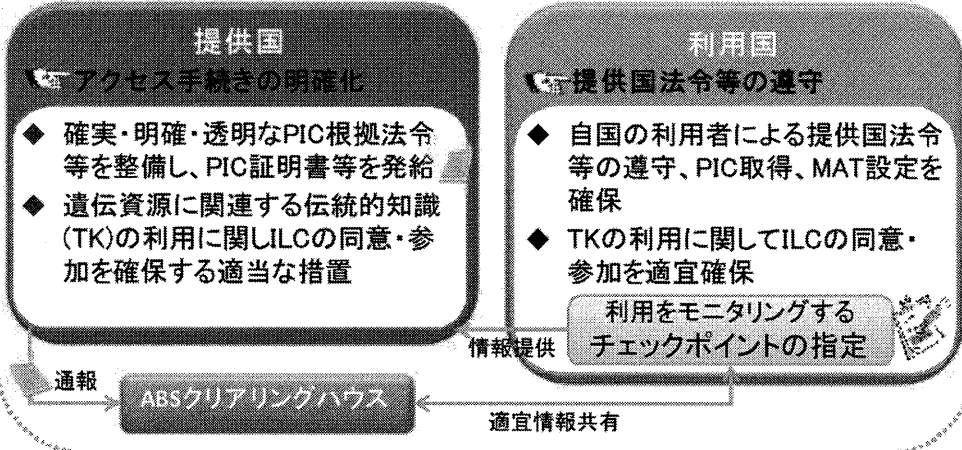 提供国
アクセス手続きの明確化
◆ 確実・明確・透明なPIC根拠法令
等を整備し、PIC証明書等を発給
◆ 遺伝資源に関連する伝統的知識
(TK)の利用に関しILCの同意・参
加を確保する適当な措置
利用国
提供国法令等の遵守
◆ 自国の利用者による提供国法令
等の遵守、PIC取得、MAT設定を
確保
◆ TKの利用に関してILCの同意・
参加を適宜確保
利用をモニタリングする
チェックポイントの指定
情報提供
通報
ABSクリアリングハウス
適宜情報共有